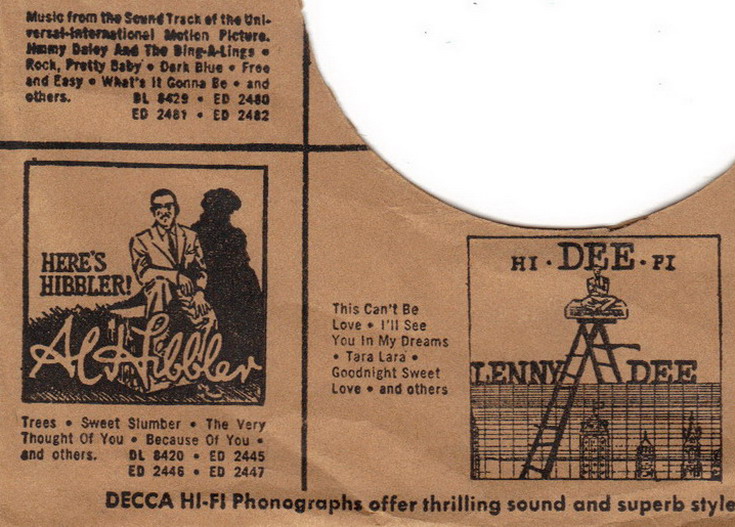 Music from the Sound Track of the Uni-
versal-International Motion Picture.
Jimmy Daley And The Ding-A-Lings •
Rock, Pretty Baby • Dark Blue • Free
and Easy • What's It Gonna Be • and
others. DL 8429 • ED 2480
ED 2481 • ED 2482
HERE'S
HIBBLER!
Al Hibbler
Trees • Sweet Slumber • The Very
Thought Of You • Because Of You •
and others. DL 8420 • ED 2445
ED 2446 • ED 2447
HI • DEE • FI
LENNY DEE
This Can't Be
Love • I'll See
You In My Dreams
• Tara Lara •
Goodnight Sweet
Love • and others
DECCA HI-FI Phonographs offer thrilling sound and superb style